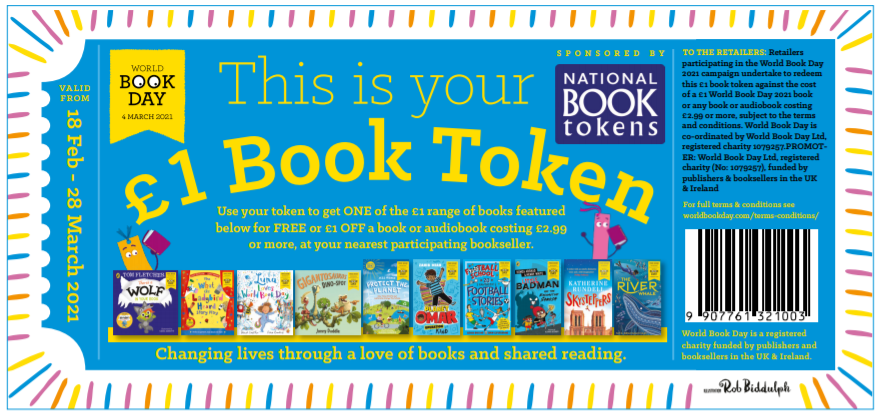 VALID
FROM
18 Feb - 28 March 2021
WORLD
BOOK
DAY
4 MARCH 2021
This is your
£1 Book Token
SPONSORED BY
NATIONAL
BOOK
tokens
Use your token to get ONE of the £1 range of books featured
below for FREE or £1 OFF a book or audiobook costing £2.99
or more, at your nearest participating bookseller.
TOM FLETCHER
WOLF
What the
Ladybird
Heard
Luna
Loves
World Book Day
GIGANTOSAURUS
DINO-SPOT
Jonny Duddle
PROTECT THE
PLANET
OMAR
FOOTBALL
SCHOOL
FOOTBALL
STORIES
BADMAN
KATHERINE
RUNDELL
SKYSTEPPERS
THE
RIVER
WHALE
Changing lives through a love of books and shared reading.
TO THE RETAILERS: Retailers
participating in the World Book Day
2021 campaign undertake to redeem
this £1 book token against the cost
of a £1 World Book Day 2021 book
or any book or audiobook costing
£2.99 or more, subject to the terms
and conditions. World Book Day is
co-ordinated by World Book Day Ltd,
registered charity 1079257.PROMOT-
ER: World Book Day Ltd, registered
charity (No: 1079257), funded by
publishers & booksellers in the UK
& Ireland
For full terms & conditions see
worldbookday.com/terms-conditions/
9 907761 321003
World Book Day is a registered
charity funded by publishers and
booksellers in the UK & Ireland.
Rob Biddulph